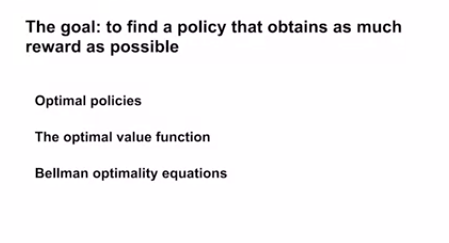 The goal: to find a policy that obtains as much
reward as possible
Optimal policies
The optimal value function
Bellman optimality equations